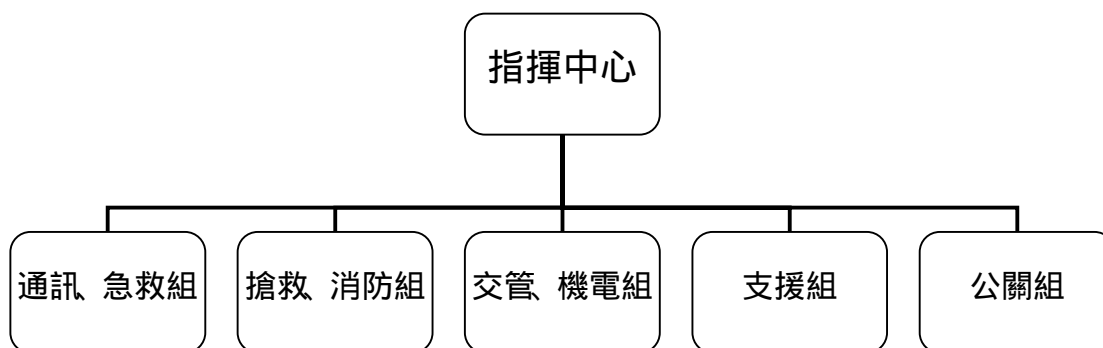 指揮中心
通訊、急救組
搶救、消防組
交管、機電組
支援組
公關組